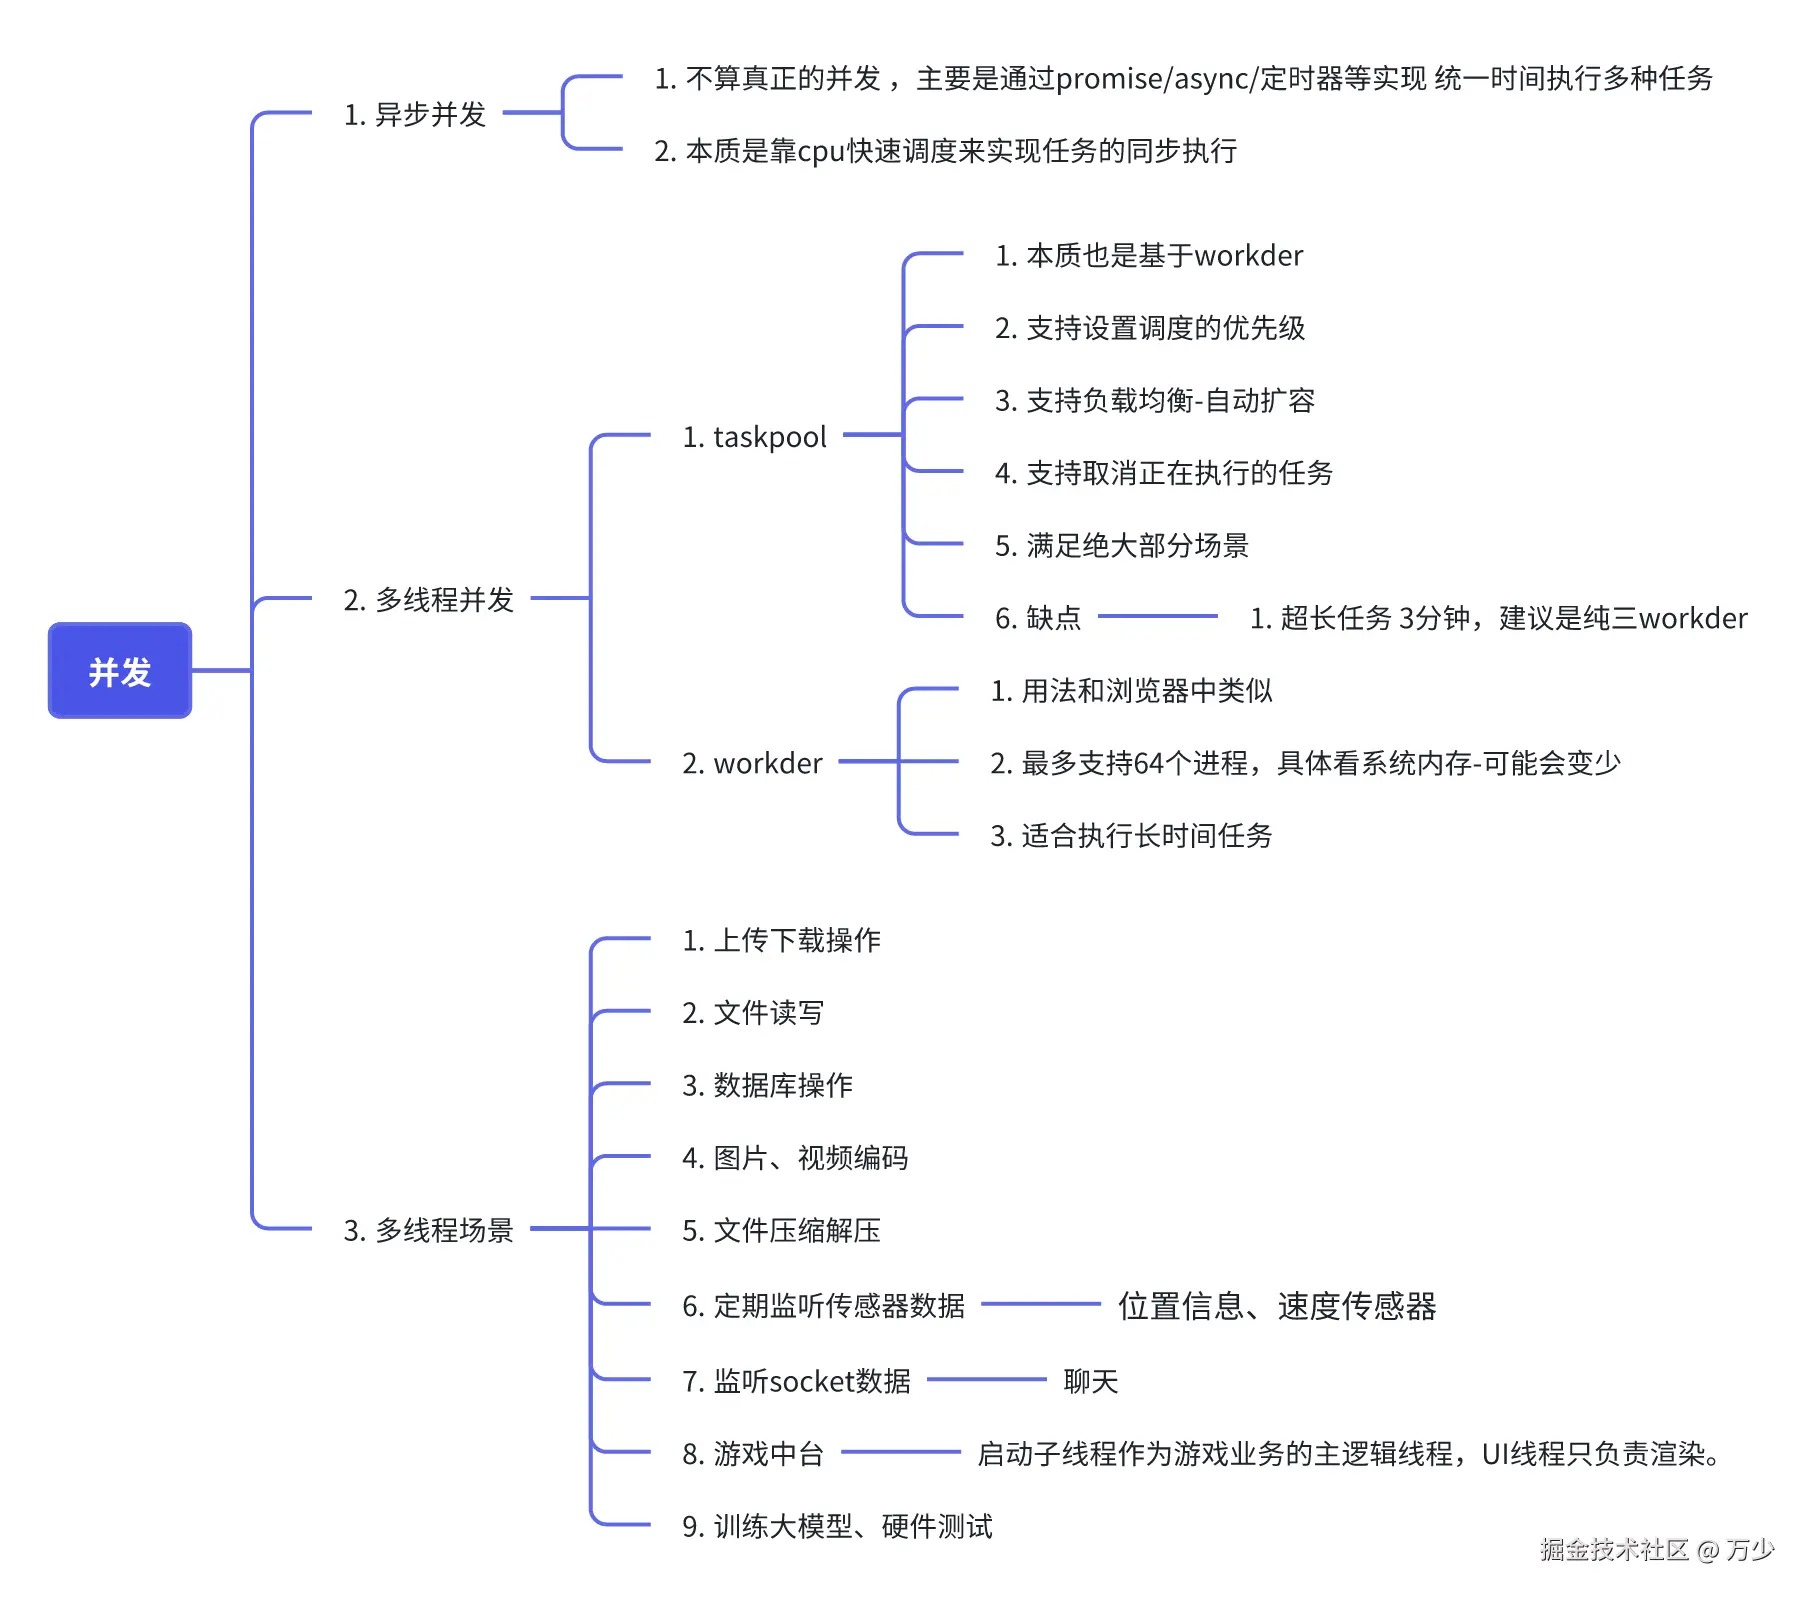 并发
1. 异步并发
1. 不算真正的并发 ，主要是通过promise/async/定时器等实现 统一时间执行多种任务
2. 本质是靠cpu快速调度来实现任务的同步执行
2. 多线程并发
1. taskpool
1. 本质也是基于workder
2. 支持设置调度的优先级
3. 支持负载均衡-自动扩容
4. 支持取消正在执行的任务
5. 满足绝大部分场景
6. 缺点
1. 超长任务 3分钟，建议是纯三workder
2. workder
1. 用法和浏览器中类似
2. 最多支持64个进程，具体看系统内存-可能会变少
3. 适合执行长时间任务
3. 多线程场景
1. 上传下载操作
2. 文件读写
3. 数据库操作
4. 图片、视频编码
5. 文件压缩解压
6. 定期监听传感器数据
位置信息、速度传感器
7. 监听socket数据
聊天
8. 游戏中台
启动子线程作为游戏业务的主逻辑线程，UI线程只负责渲染。
9. 训练大模型、硬件测试
掘金技术社区 @ 万少